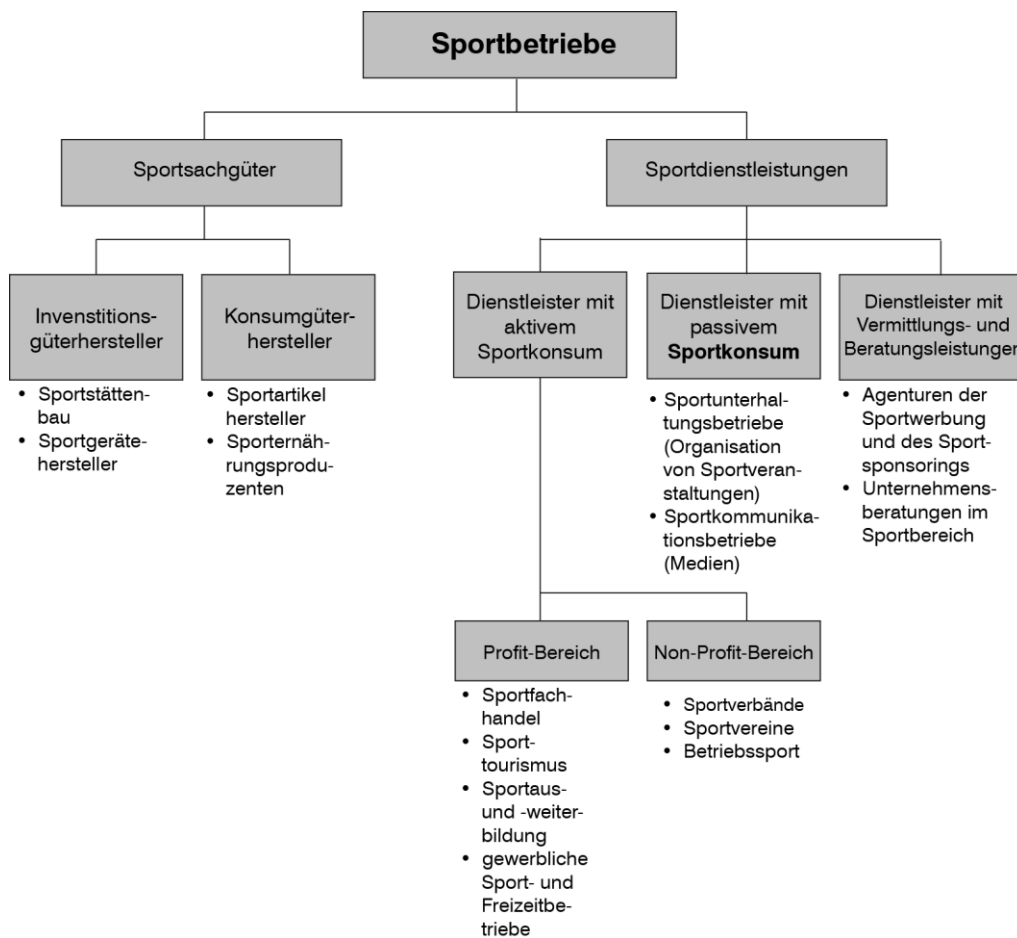 Sportbetriebe
Sportsachgüter
Sportdienstleistungen
Invenstitions-
güterhersteller
• Sportstätten-
bau
• Sportgeräte-
hersteller
Konsumgüter-
hersteller
• Sportartikel
hersteller
• Sporternäh-
rungsprodu-
zenten
Dienstleister mit
aktivem
Sportkonsum
Dienstleister mit
passivem
Sportkonsum
• Sportunterhal-
tungsbetriebe
(Organisation
von Sportveran-
staltungen)
• Sportkommunika-
tionsbetriebe
(Medien)
Dienstleister mit
Vermittlungs- und
Beratungsleistungen
• Agenturen der
Sportwerbung
und des Sport-
sponsorings
• Unternehmens-
beratungen im
Sportbereich
Profit-Bereich
• Sportfach-
handel
• Sport-
tourismus
• Sportaus-
und -weiter-
bildung
• gewerbliche
Sport- und
Freizeitbe-
triebe
Non-Profit-Bereich
• Sportverbände
• Sportvereine
• Betriebssport